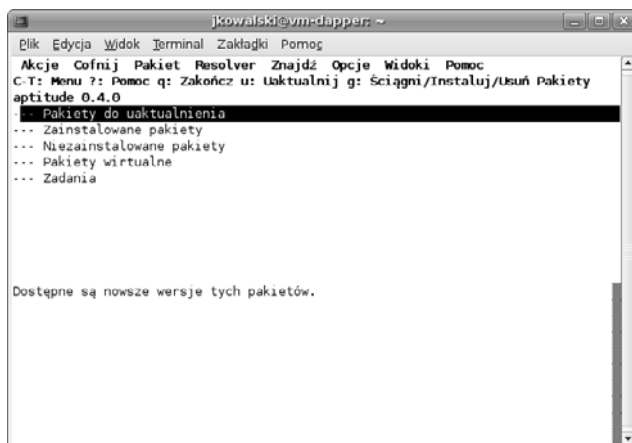 jkowalski@vm-dapper: ~
Plik Edycja Widok Terminal Zakładki Pomoc
Akcje Cofnij Pakiet Resolver Znajdź Opcje Widoki Pomoc
C-T: Menu ?: Pomoc q: Zakończ u: Uaktualnij g: Ściągni/Instaluj/Usuń Pakiety
aptitude 0.4.0
--- Pakiety do uaktualnienia
--- Zainstalowane pakiety
--- Niezainstalowane pakiety
--- Pakiety wirtualne
--- Zadania
Dostępne są nowsze wersje tych pakietów.